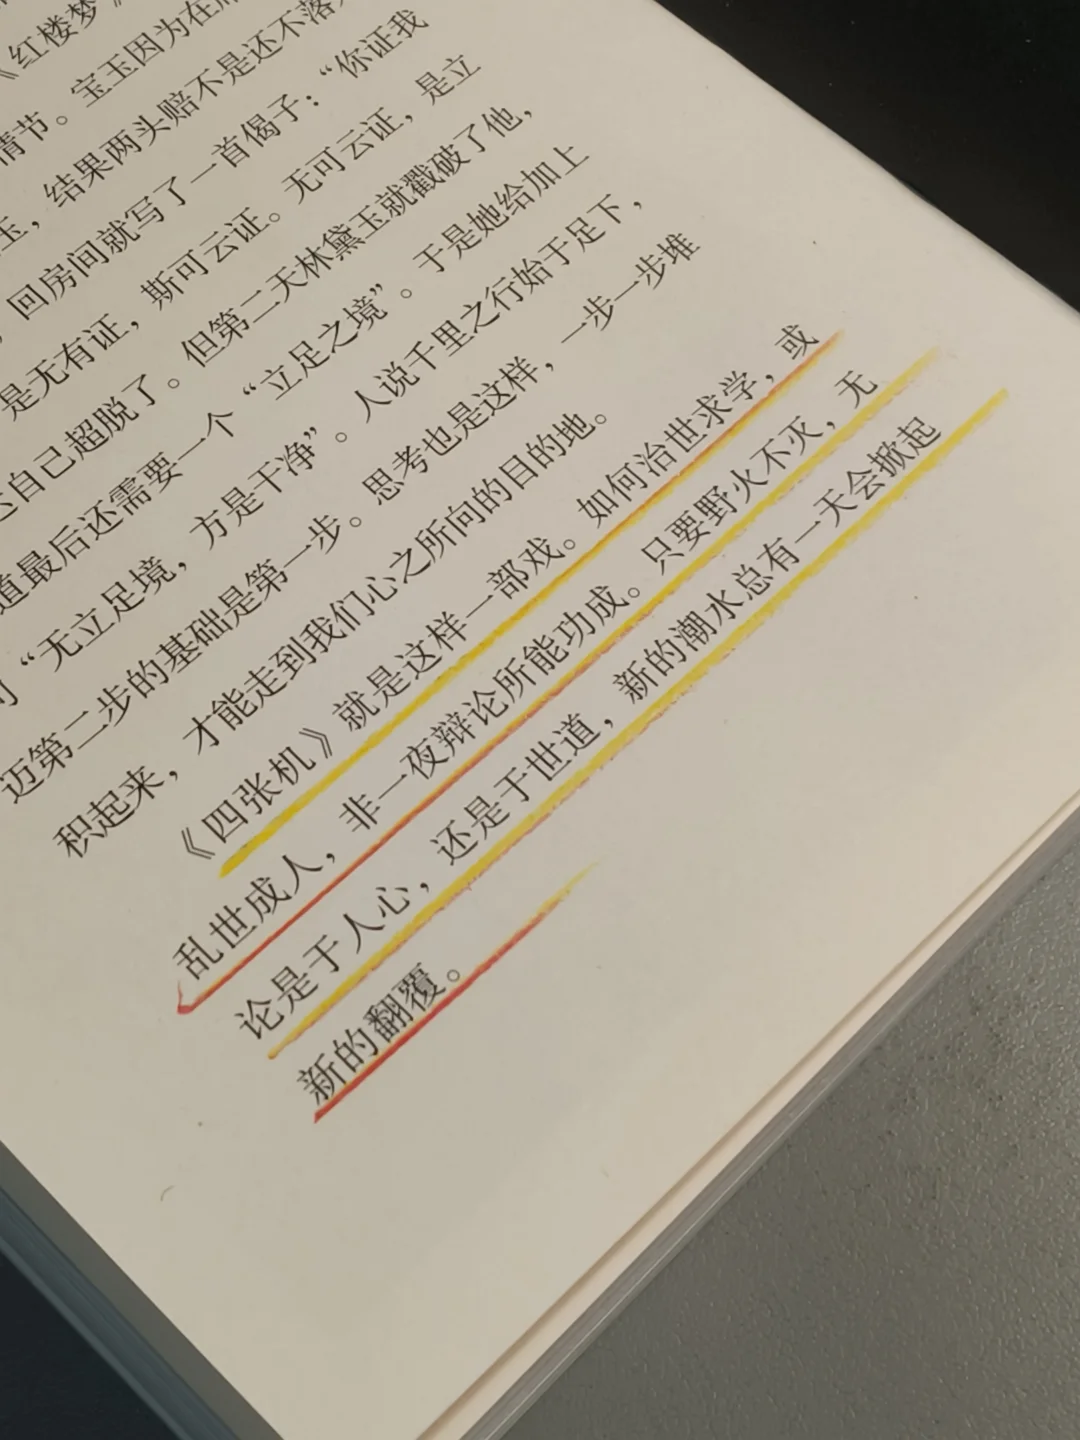 《红楼梦》
情节。宝玉因为在
玉，结果两头赔不是还不落
，回房间就写了一首偈子：“你证我
是无有证，斯可云证。无可云证，是立
自己超脱了。但第二天林黛玉就戳破了他，
道最后还需要一个“立足之境”。于是她给加上
“无立足境，方是干净”。人说千里之行始于足下，
迈第二步的基础是第一步。思考也是这样，一步一步堆
积起来，才能走到我们心之所向的目的地。
《四张机》就是这样一部戏。如何治世求学，或
乱世成人，非一夜辩论所能功成。只要野火不灭，无
论是于人心，还是于世道，新的潮水总有一天会掀起
新的翻覆。